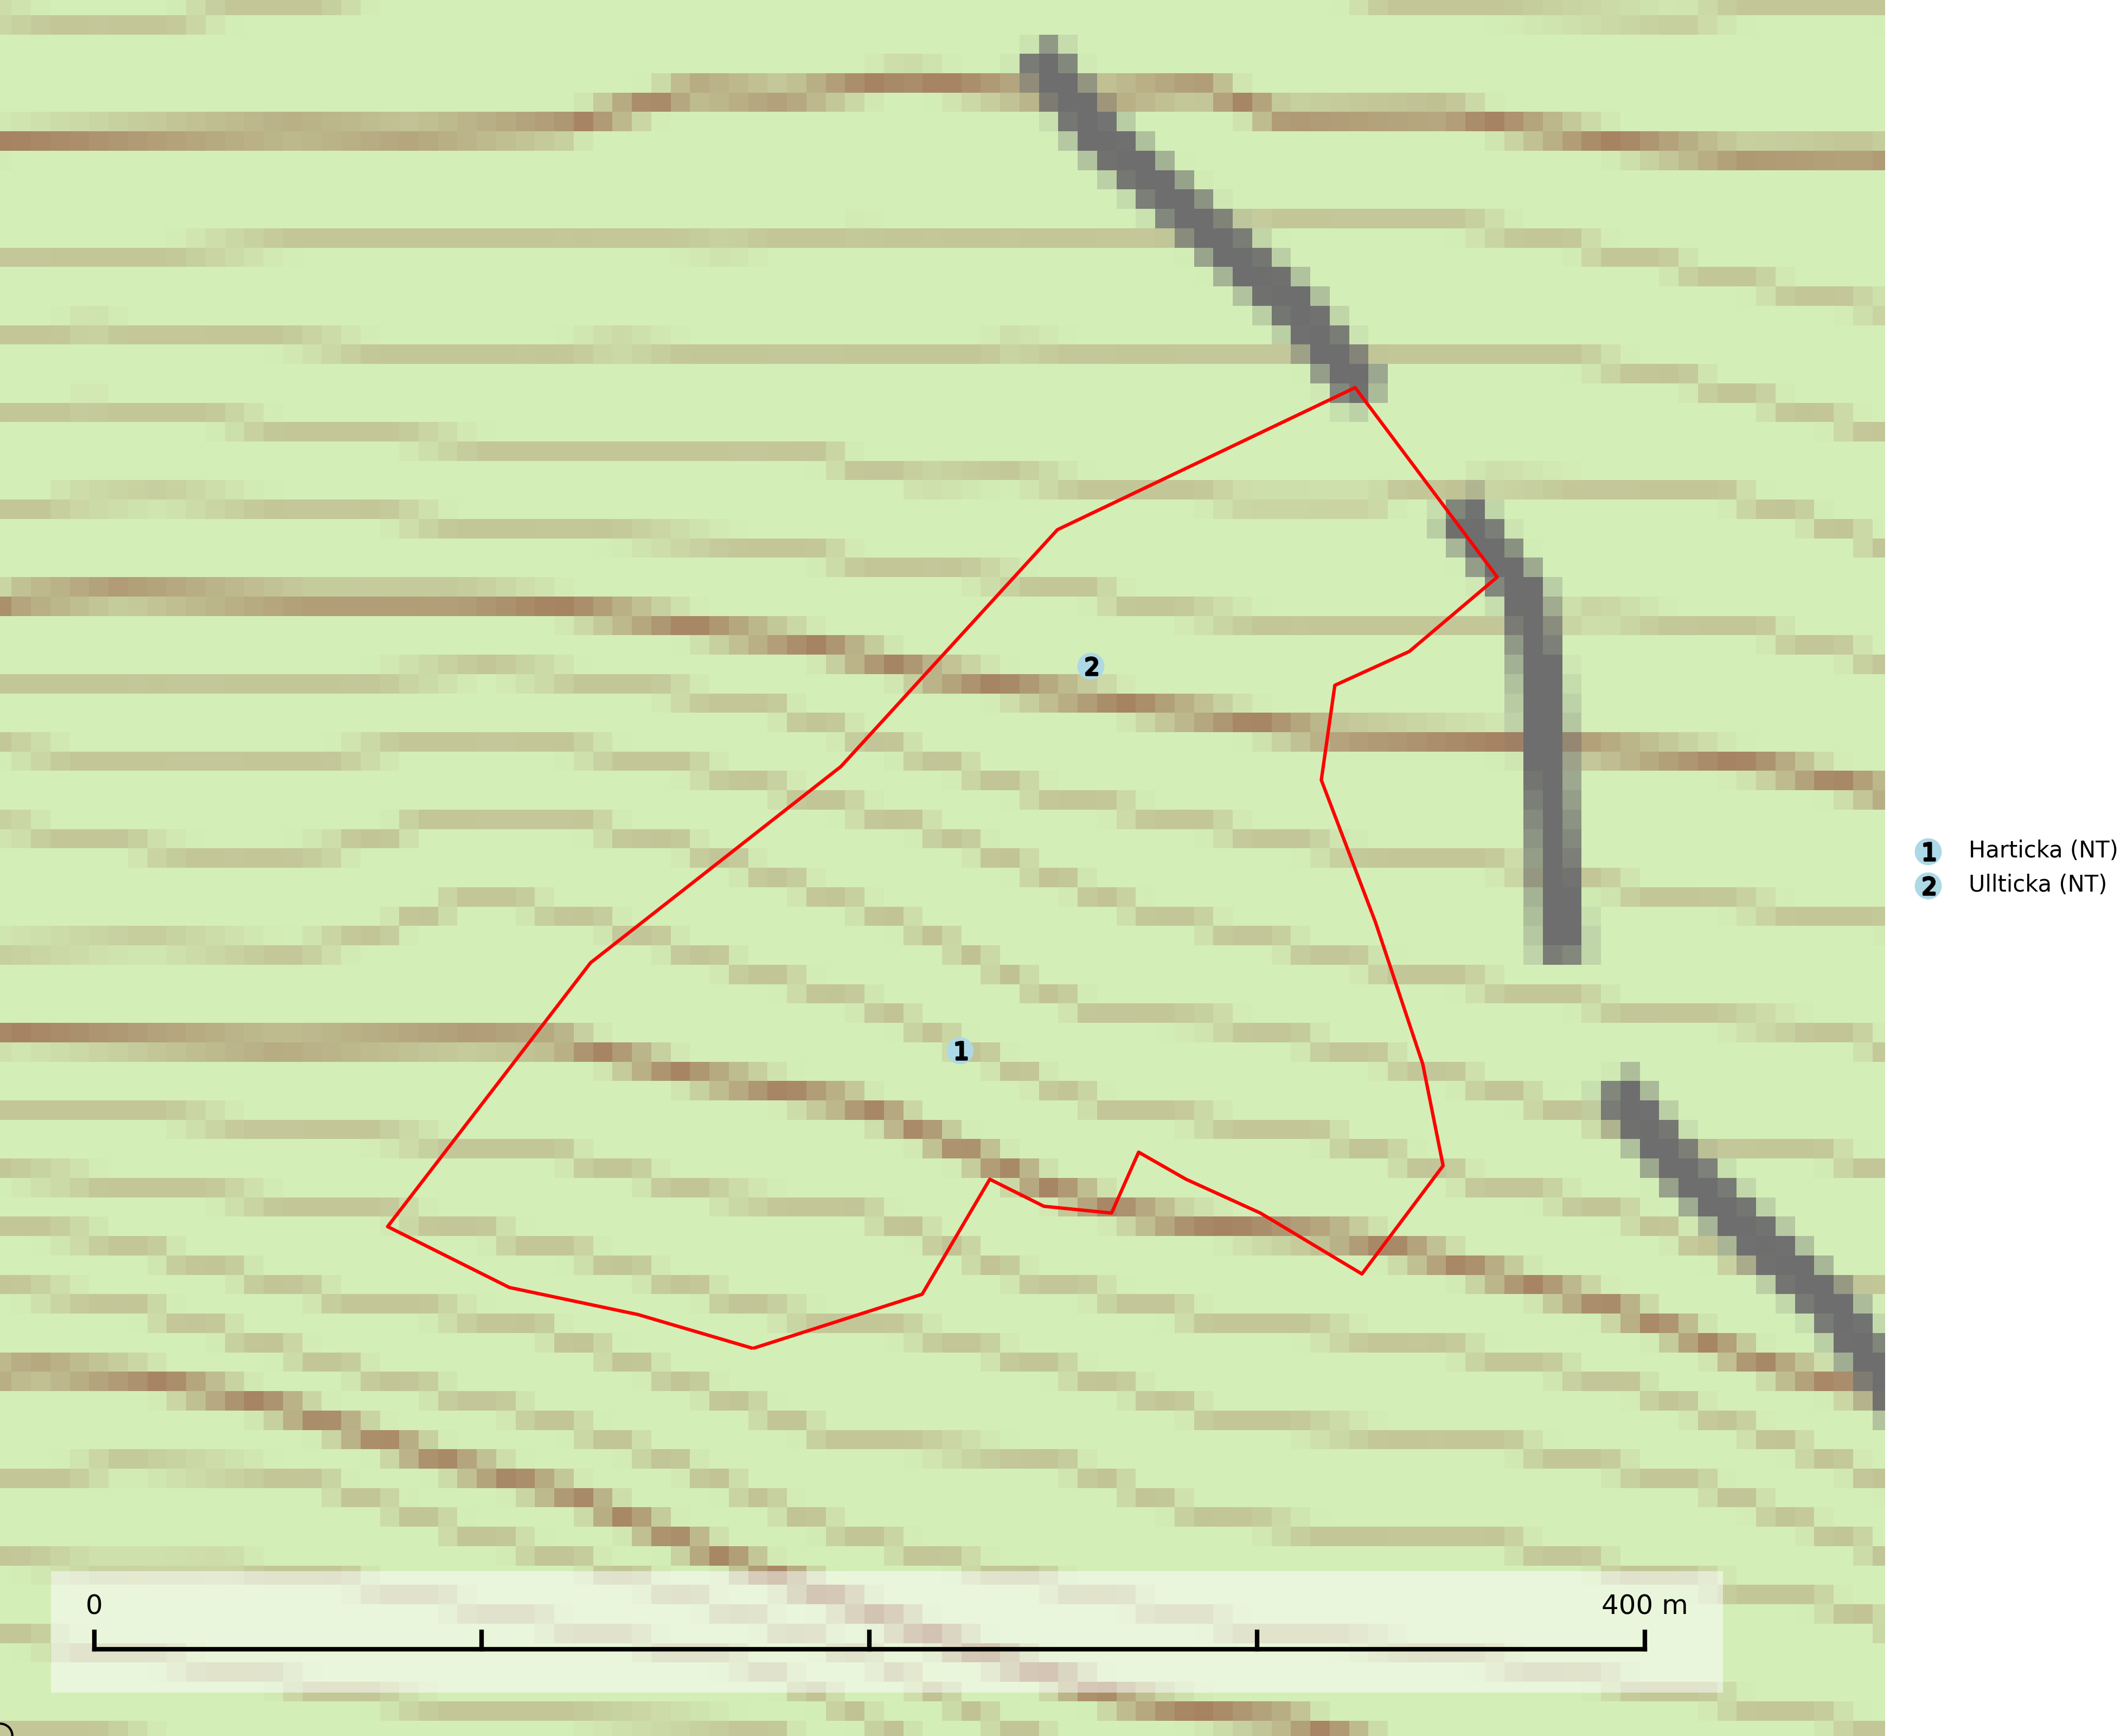 2
1
1 Harticka (NT)
2 Ullticka (NT)
0 400 m